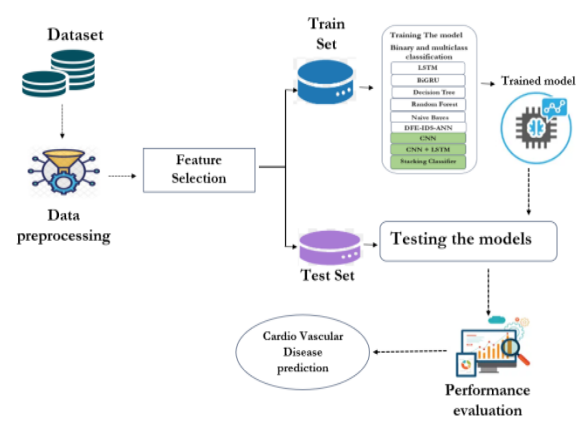 Dataset
Data
preprocessing
Feature
Selection
Train
Set
Test Set
Training The model
Binary and multiclass
classification
LSTM
BiGRU
Decision Tree
Random Forest
Naive Bayes
DFE-IDS-ANN
CNN
CNN + LSTM
Stacking Classifier
Trained model
Testing the models
Performance
evaluation
Cardio Vascular
Disease
prediction